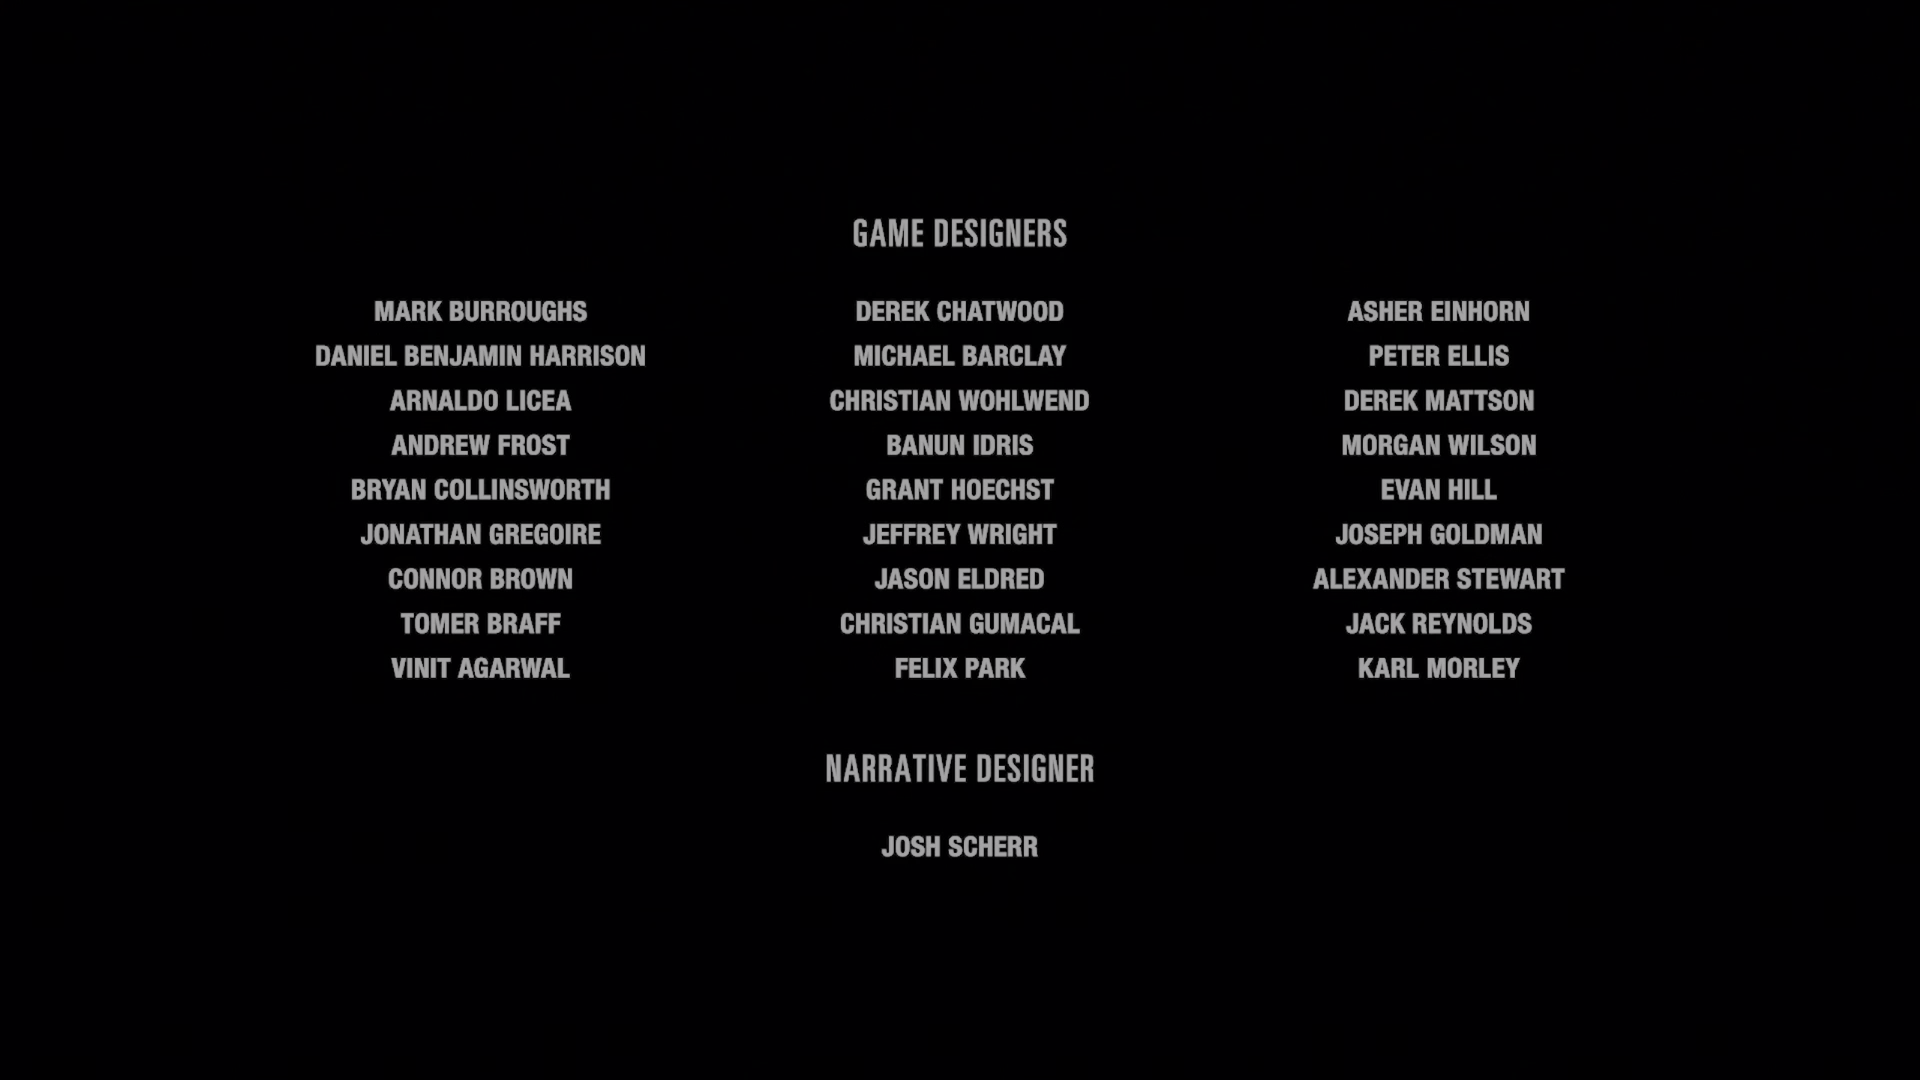 GAME DESIGNERS
MARK BURROUGHS DEREK CHATWOOD ASHER EINHORN
DANIEL BENJAMIN HARRISON MICHAEL BARCLAY PETER ELLIS
ARNALDO LICEA CHRISTIAN WOHLWEND DEREK MATTSON
ANDREW FROST BANUN IDRIS MORGAN WILSON
BRYAN COLLINSWORTH GRANT HOECHST EVAN HILL
JONATHAN GREGOIRE JEFFREY WRIGHT JOSEPH GOLDMAN
CONNOR BROWN JASON ELDRED ALEXANDER STEWART
TOMER BRAFF CHRISTIAN GUMACAL JACK REYNOLDS
VINIT AGARWAL FELIX PARK KARL MORLEY
NARRATIVE DESIGNER
JOSH SCHERR